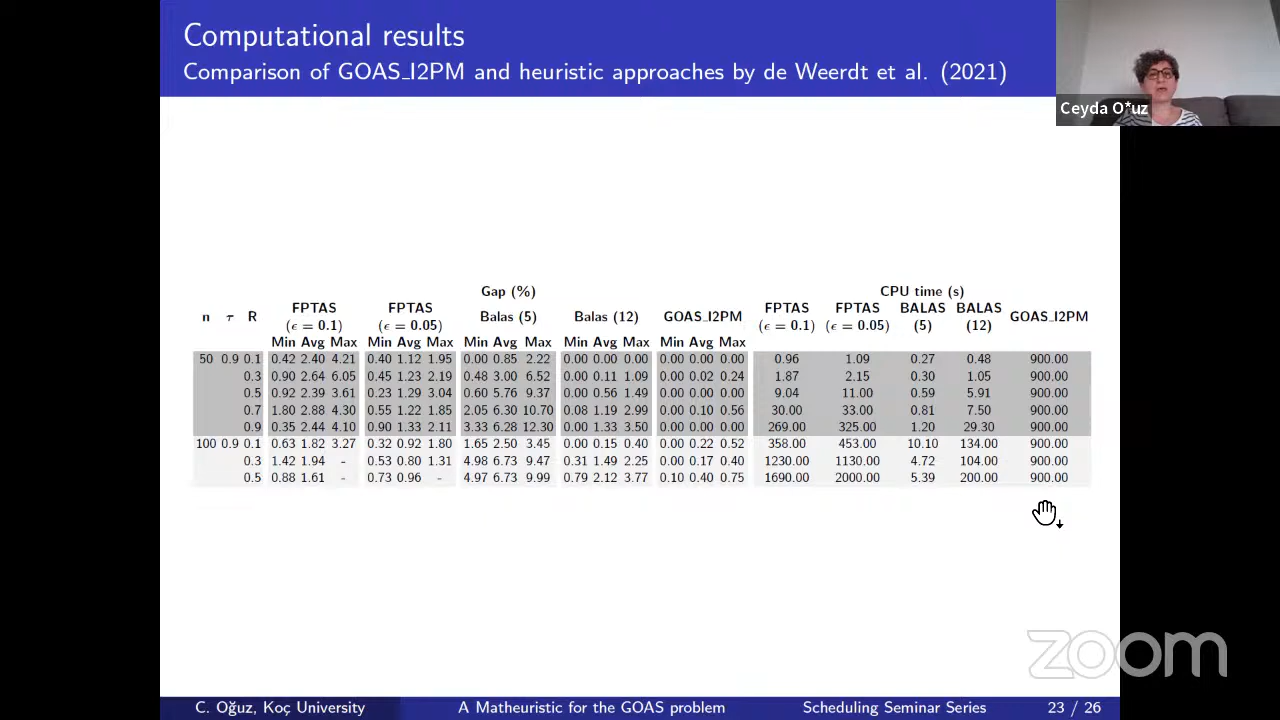 Computational results
Comparison of GOAS_I2PM and heuristic approaches by de Weerdt et al. (2021)
Ceyda O*uz
Gap (%) CPU time (s)
n τ R FPTAS (ϵ = 0.1) FPTAS (ϵ = 0.05) Balas (5) Balas (12) GOAS_I2PM FPTAS (ϵ = 0.1) FPTAS (ϵ = 0.05) BALAS (5) BALAS (12) GOAS_I2PM
Min Avg Max Min Avg Max Min Avg Max Min Avg Max Min Avg Max
50 0.9 0.1 0.42 2.40 4.21 0.40 1.12 1.95 0.00 0.85 2.22 0.00 0.00 0.00 0.00 0.00 0.00 0.96 1.09 0.27 0.48 900.00
0.3 0.90 2.64 6.05 0.45 1.23 2.19 0.48 3.00 6.52 0.00 0.11 1.09 0.00 0.02 0.24 1.87 2.15 0.30 1.05 900.00
0.5 0.92 2.39 3.61 0.23 1.29 3.04 0.60 5.76 9.37 0.00 0.56 1.49 0.00 0.00 0.00 9.04 11.00 0.59 5.91 900.00
0.7 1.80 2.88 4.30 0.55 1.22 1.85 2.05 6.30 10.70 0.08 1.19 2.99 0.00 0.10 0.56 30.00 33.00 0.81 7.50 900.00
0.9 0.35 2.44 4.10 0.90 1.33 2.11 3.33 6.28 12.30 0.00 1.33 3.50 0.00 0.00 0.00 269.00 325.00 1.20 29.30 900.00
100 0.9 0.1 0.63 1.82 3.27 0.32 0.92 1.80 1.65 2.50 3.45 0.00 0.15 0.40 0.00 0.22 0.52 358.00 453.00 10.10 134.00 900.00
0.3 1.42 1.94 - 0.53 0.80 1.31 4.98 6.73 9.47 0.31 1.49 2.25 0.00 0.17 0.40 1230.00 1130.00 4.72 104.00 900.00
0.5 0.88 1.61 - 0.73 0.96 - 4.97 6.73 9.99 0.79 2.12 3.77 0.10 0.40 0.75 1690.00 2000.00 5.39 200.00 900.00
zoom
C. Oğuz, Koç University A Matheuristic for the GOAS problem Scheduling Seminar Series 23 / 26